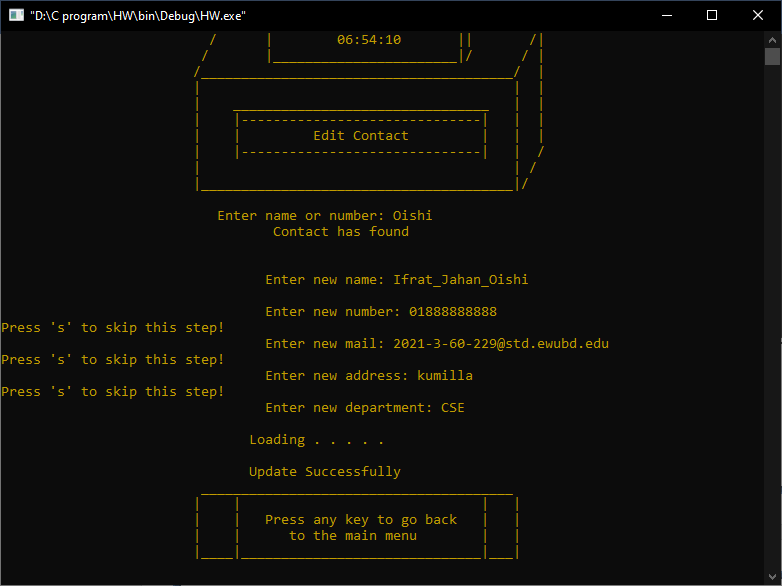 "D:\C program\HW\bin\Debug\HW.exe"
06:54:10
Edit Contact
Enter name or number: Oishi
Contact has found
Enter new name: Ifrat_Jahan_Oishi
Enter new number: 01888888888
Press 's' to skip this step!
Enter new mail: 2021-3-60-229@std.ewubd.edu
Press 's' to skip this step!
Enter new address: kumilla
Press 's' to skip this step!
Enter new department: CSE
Loading . . . . .
Update Successfully
Press any key to go back
to the main menu